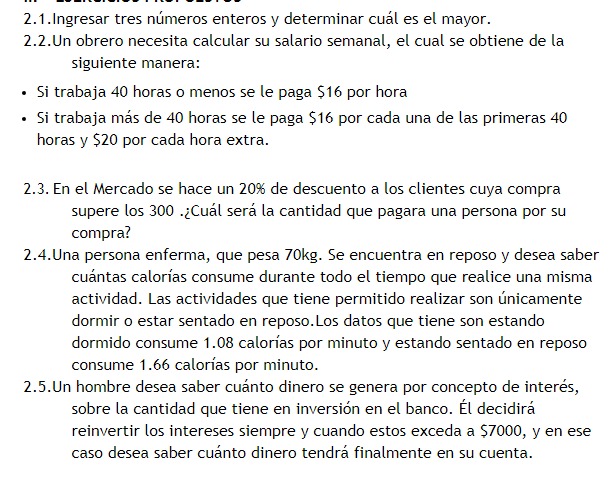 2.1.Ingresar tres números enteros y determinar cuál es el mayor.
2.2.Un obrero necesita calcular su salario semanal, el cual se obtiene de la
siguiente manera:
• Si trabaja 40 horas o menos se le paga $16 por hora
• Si trabaja más de 40 horas se le paga $16 por cada una de las primeras 40
horas y $20 por cada hora extra.
2.3. En el Mercado se hace un 20% de descuento a los clientes cuya compra
supere los 300 .¿Cuál será la cantidad que pagara una persona por su
compra?
2.4.Una persona enferma, que pesa 70kg. Se encuentra en reposo y desea saber
cuántas calorías consume durante todo el tiempo que realice una misma
actividad. Las actividades que tiene permitido realizar son únicamente
dormir o estar sentado en reposo.Los datos que tiene son estando
dormido consume 1.08 calorías por minuto y estando sentado en reposo
consume 1.66 calorías por minuto.
2.5.Un hombre desea saber cuánto dinero se genera por concepto de interés,
sobre la cantidad que tiene en inversión en el banco. Él decidirá
reinvertir los intereses siempre y cuando estos exceda a $7000, y en ese
caso desea saber cuánto dinero tendrá finalmente en su cuenta.